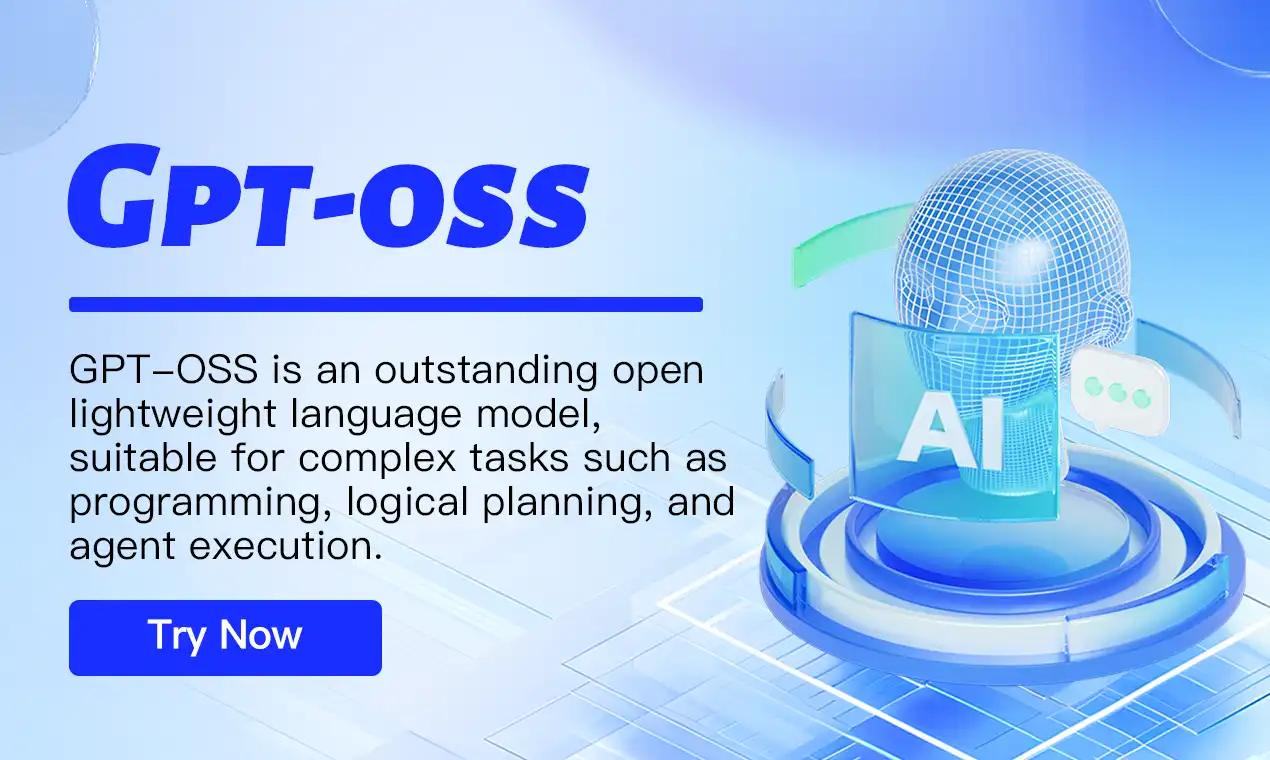 GPT-OSS
GPT-OSS is an outstanding open
lightweight language model,
suitable for complex tasks such as
programming, logical planning, and
agent execution.
Try Now
AI